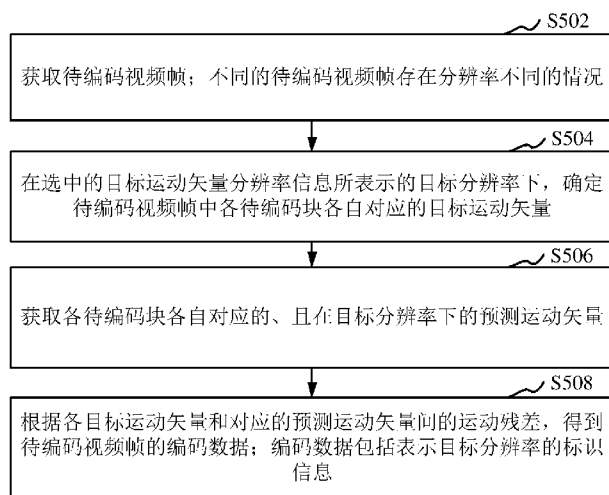 S502
获取待编码视频帧；不同的待编码视频帧存在分辨率不同的情况
S504
在选中的目标运动矢量分辨率信息所表示的目标分辨率下，确定
待编码视频帧中各待编码块各自对应的目标运动矢量
S506
获取各待编码块各自对应的、且在目标分辨率下的预测运动矢量
S508
根据各目标运动矢量和对应的预测运动矢量间的运动残差，得到
待编码视频帧的编码数据；编码数据包括表示目标分辨率的标识
信息